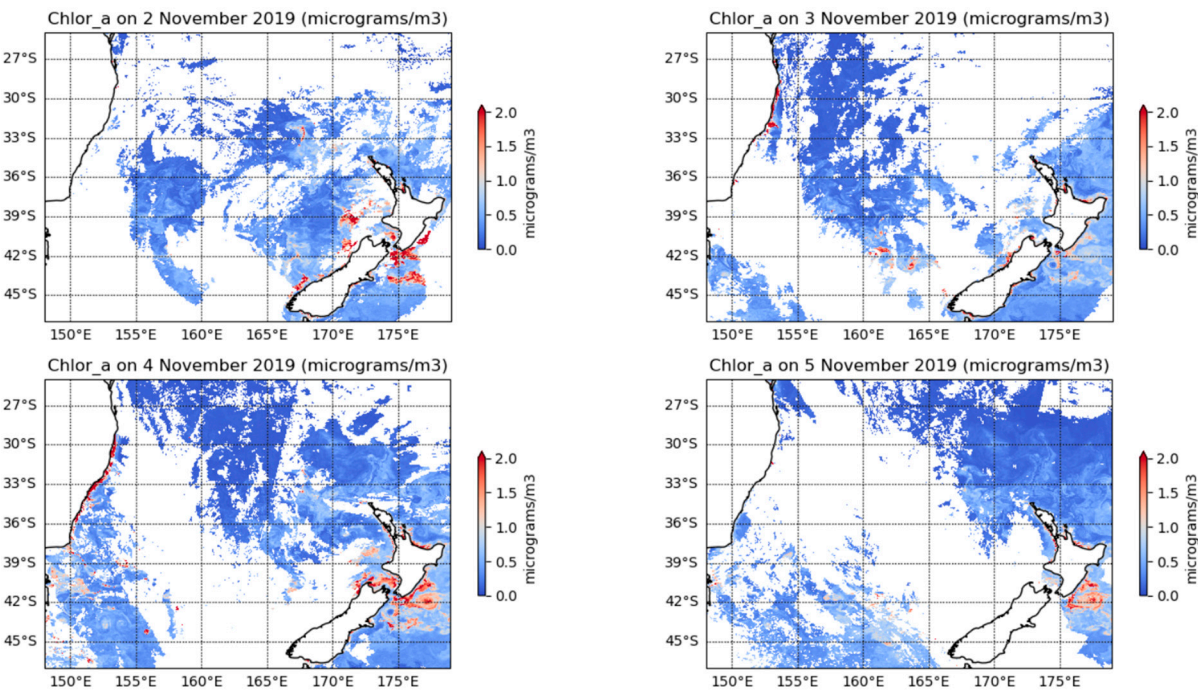 Chlor_a on 2 November 2019 (micrograms/m3)
27°S
30°S
33°S
36°S
39°S
42°S
45°S
150°E 155°E 160°E 165°E 170°E 175°E
2.0
1.5
1.0
0.5
0.0
micrograms/m3
Chlor_a on 3 November 2019 (micrograms/m3)
27°S
30°S
33°S
36°S
39°S
42°S
45°S
150°E 155°E 160°E 165°E 170°E 175°E
2.0
1.5
1.0
0.5
0.0
micrograms/m3
Chlor_a on 4 November 2019 (micrograms/m3)
27°S
30°S
33°S
36°S
39°S
42°S
45°S
150°E 155°E 160°E 165°E 170°E 175°E
2.0
1.5
1.0
0.5
0.0
micrograms/m3
Chlor_a on 5 November 2019 (micrograms/m3)
27°S
30°S
33°S
36°S
39°S
42°S
45°S
150°E 155°E 160°E 165°E 170°E 175°E
2.0
1.5
1.0
0.5
0.0
micrograms/m3